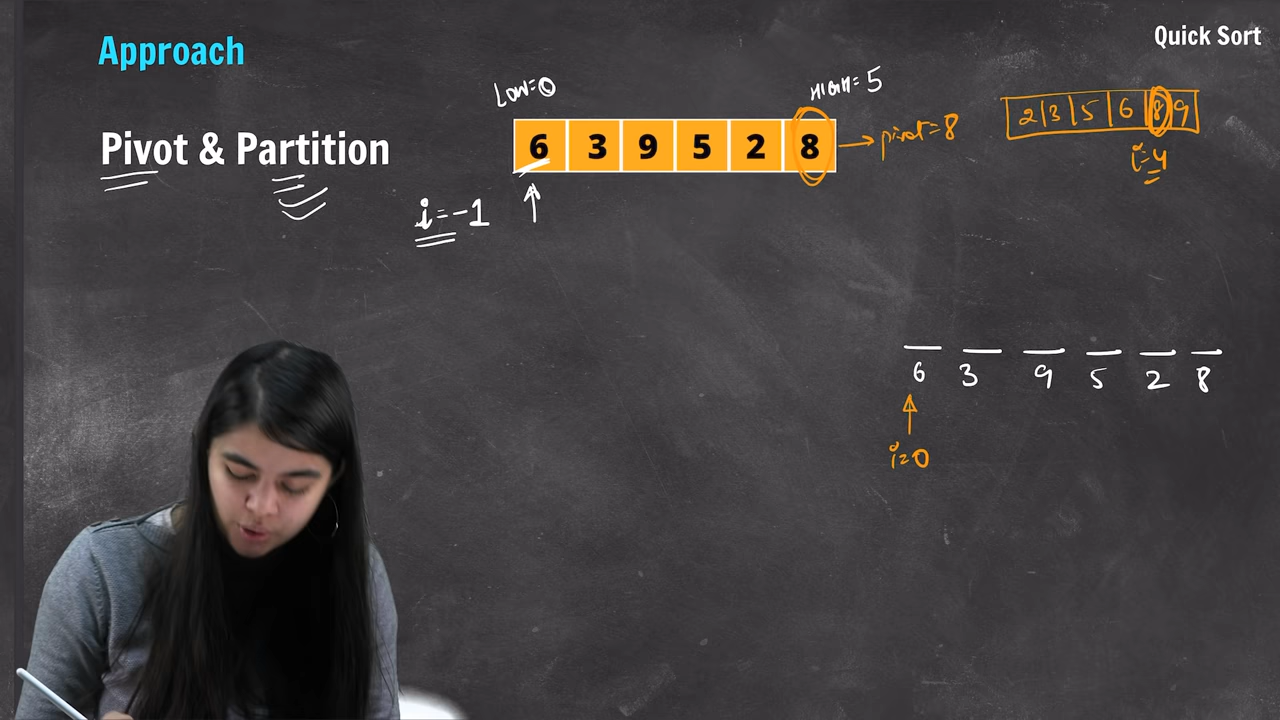 Approach
Quick Sort
Low=0
HIGH=5
6 3 9 5 2 8
→ pivot=8
2|3|5|6|8|9
i=4
Pivot & Partition
i=-1
6 3 9 5 2 8
i=0